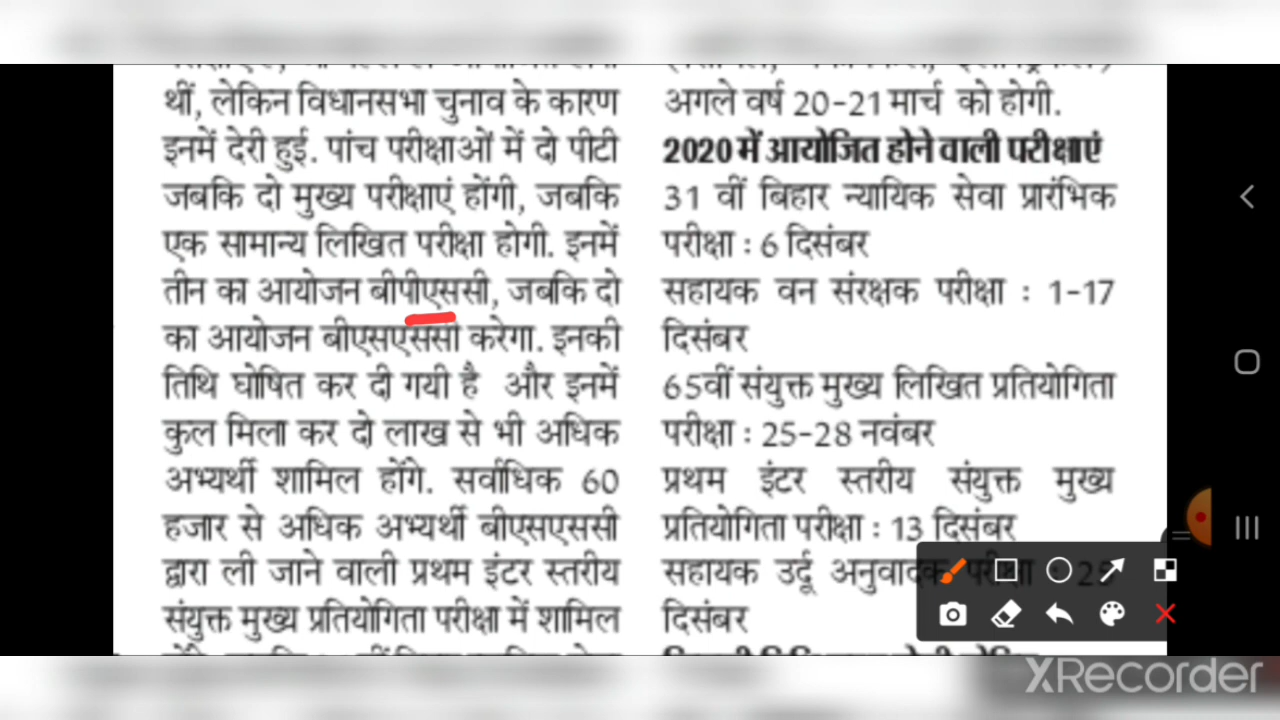 थीं, लेकिन विधानसभा चुनाव के कारण
इनमें देरी हुई. पांच परीक्षाओं में दो पीटी
जबकि दो मुख्य परीक्षाएं होंगी, जबकि
एक सामान्य लिखित परीक्षा होगी. इनमें
तीन का आयोजन बीपीएससी, जबकि दो
का आयोजन बीएसएससी करेगा. इनकी
तिथि घोषित कर दी गयी है और इनमें
कुल मिला कर दो लाख से भी अधिक
अभ्यर्थी शामिल होंगे. सर्वाधिक 60
हजार से अधिक अभ्यर्थी बीएसएससी
द्वारा ली जाने वाली प्रथम इंटर स्तरीय
संयुक्त मुख्य प्रतियोगिता परीक्षा में शामिल
अगले वर्ष 20-21 मार्च को होगी.
2020 में आयोजित होने वाली परीक्षाएं
31 वीं बिहार न्यायिक सेवा प्रारंभिक
परीक्षा : 6 दिसंबर
सहायक वन संरक्षक परीक्षा : 1-17
दिसंबर
65वीं संयुक्त मुख्य लिखित प्रतियोगिता
परीक्षा : 25-28 नवंबर
प्रथम इंटर स्तरीय संयुक्त मुख्य
प्रतियोगिता परीक्षा : 13 दिसंबर
सहायक उर्दू अनुवादक परीक्षा : 25
दिसंबर
XRecorder